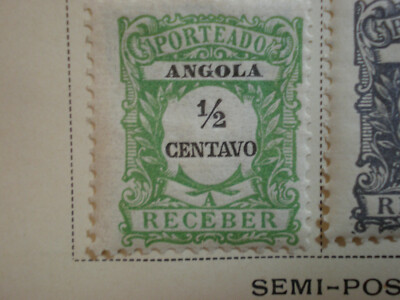 PORTEADO
ANGOLA
1/2
CENTAVO
A
RECEBER
R
SEMI-POS